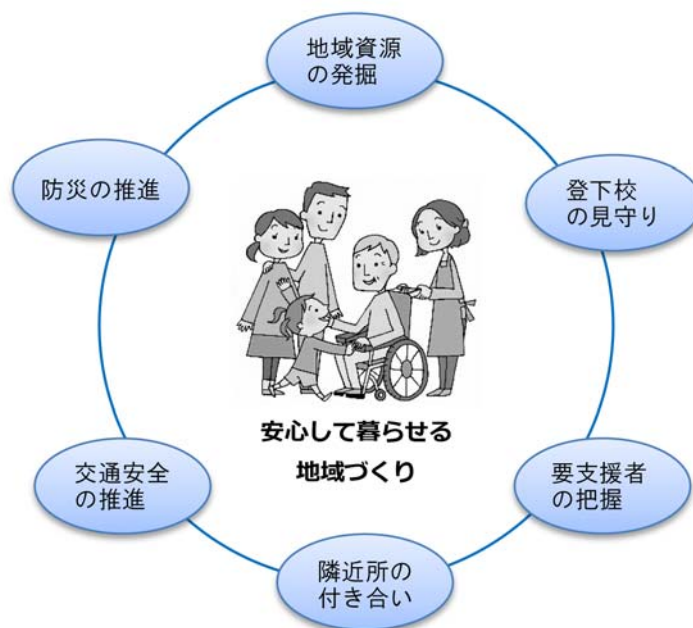 地域資源
の発掘
防災の推進
登下校
の見守り
安心して暮らせる
地域づくり
交通安全
の推進
要支援者
の把握
隣近所の
付き合い